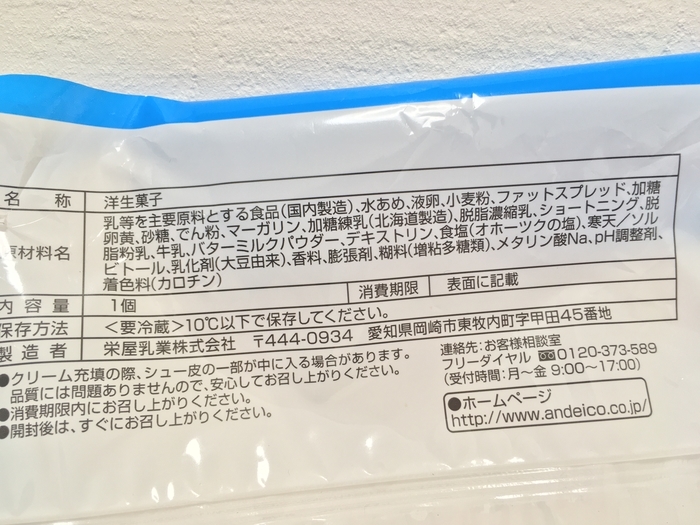 名称 洋生菓子
原材料名 乳等を主要原料とする食品(国内製造)、水あめ、液卵、小麦粉、ファットスプレッド、加糖
卵黄、砂糖、でん粉、マーガリン、加糖練乳(北海道製造)、脱脂濃縮乳、ショートニング、脱
脂粉乳、牛乳、バターミルクパウダー、デキストリン、食塩(オホーツクの塩)、寒天/ソル
ビトール、乳化剤(大豆由来)、香料、膨張剤、糊料(増粘多糖類)、メタリン酸Na、pH調整剤、
着色料(カロチン)
内容量 1個 消費期限 表面に記載
保存方法 <要冷蔵>10℃以下で保存してください。
製造者 栄屋乳業株式会社 〒444-0934 愛知県岡崎市東牧内町字甲田45番地
●クリーム充填の際、シュー皮の一部が中に入る場合があります。
品質には問題ありませんので、安心してお召し上がりください。
●消費期限内にお召し上がりください。
●開封後は、すぐにお召し上がりください。
連絡先:お客様相談室
フリーダイヤル 0120-373-589
(受付時間:月~金 9:00~17:00)
●ホームページ
http://www.andeico.co.jp/